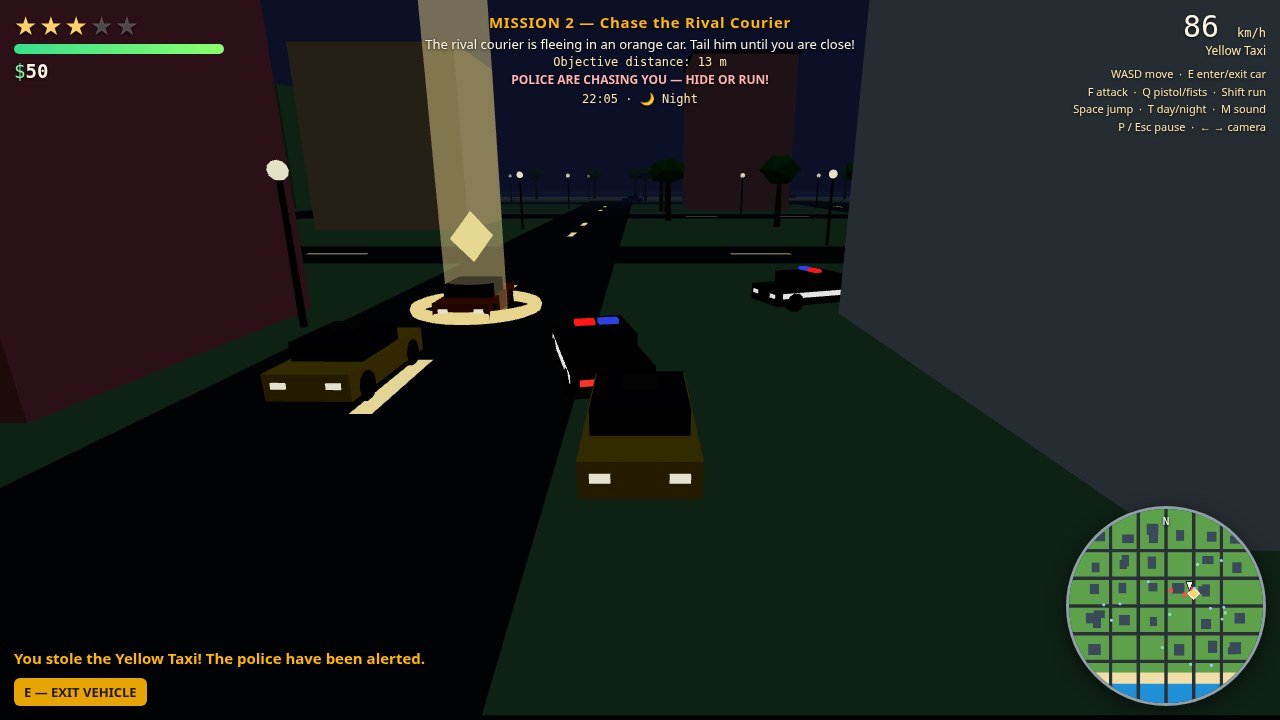 ★★★★★
$50
MISSION 2 — Chase the Rival Courier
The rival courier is fleeing in an orange car. Tail him until you are close!
Objective distance: 13 m
POLICE ARE CHASING YOU — HIDE OR RUN!
22:05 · 🌙 Night
86 km/h
Yellow Taxi
WASD move · E enter/exit car
F attack · Q pistol/fists · Shift run
Space jump · T day/night · M sound
P / Esc pause · ← → camera
You stole the Yellow Taxi! The police have been alerted.
E — EXIT VEHICLE
N